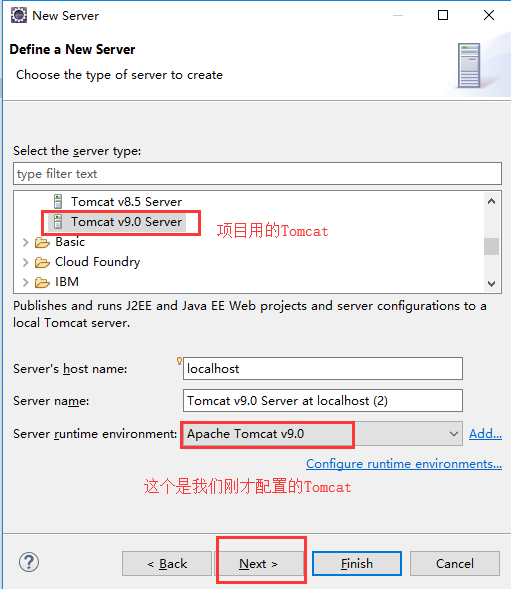 New Server
Define a New Server
Choose the type of server to create
Select the server type:
type filter text
Tomcat v8.5 Server
Tomcat v9.0 Server
项目用的Tomcat
Basic
Cloud Foundry
IBM
Publishes and runs J2EE and Java EE Web projects and server configurations to a
local Tomcat server.
Server's host name:
localhost
Server name:
Tomcat v9.0 Server at localhost (2)
Server runtime environment:
Apache Tomcat v9.0
Add...
Configure runtime environments...
这个是我们刚才配置的Tomcat
?
< Back
Next >
Finish
Cancel